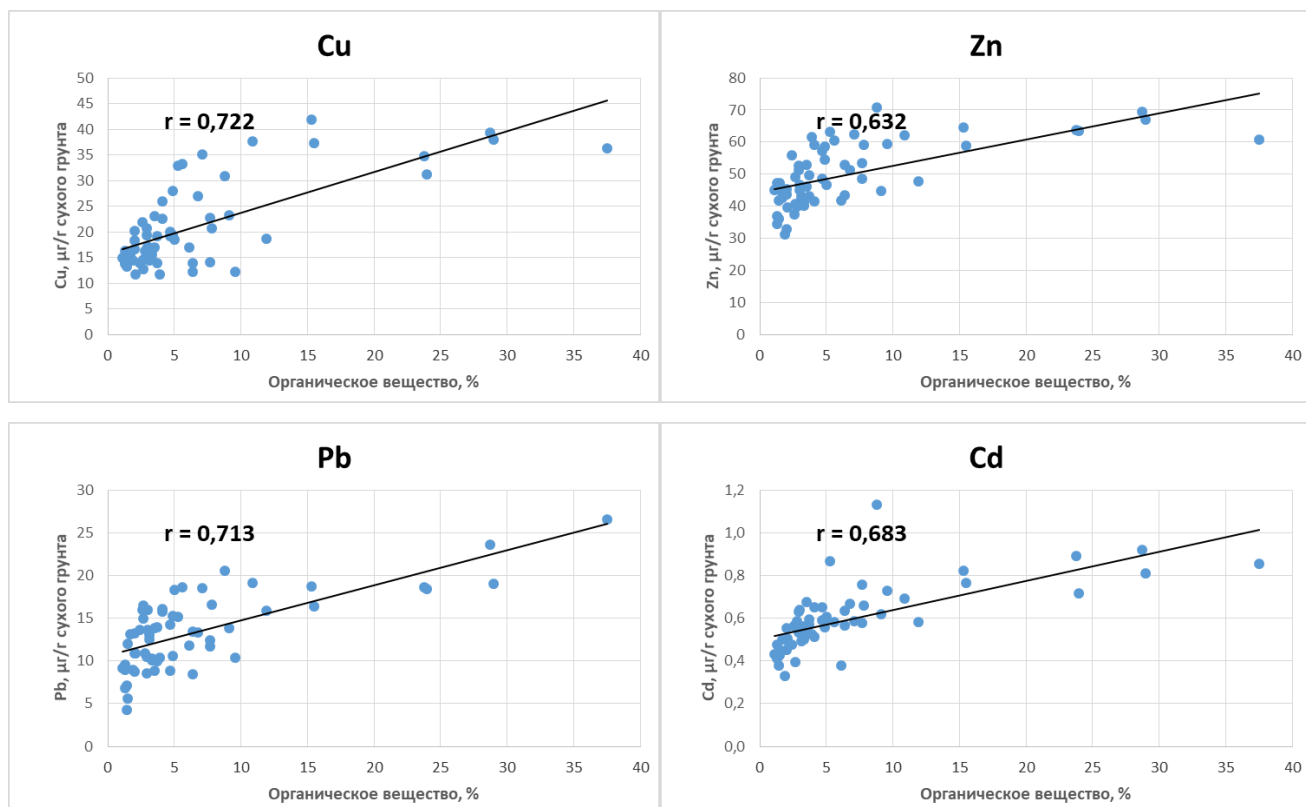 Cu
r = 0,722
Cu, µг/г сухого грунта
50
45
40
35
30
25
20
15
10
5
0
0 5 10 15 20 25 30 35 40
Органическое вещество, %
Zn
r = 0,632
Zn, µг/г сухого грунта
80
70
60
50
40
30
20
10
0
0 5 10 15 20 25 30 35 40
Органическое вещество, %
Pb
r = 0,713
Pb, µг/г сухого грунта
30
25
20
15
10
5
0
0 5 10 15 20 25 30 35 40
Органическое вещество, %
Cd
r = 0,683
Cd, µг/г сухого грунта
1,2
1,0
0,8
0,6
0,4
0,2
0,0
0 5 10 15 20 25 30 35 40
Органическое вещество, %